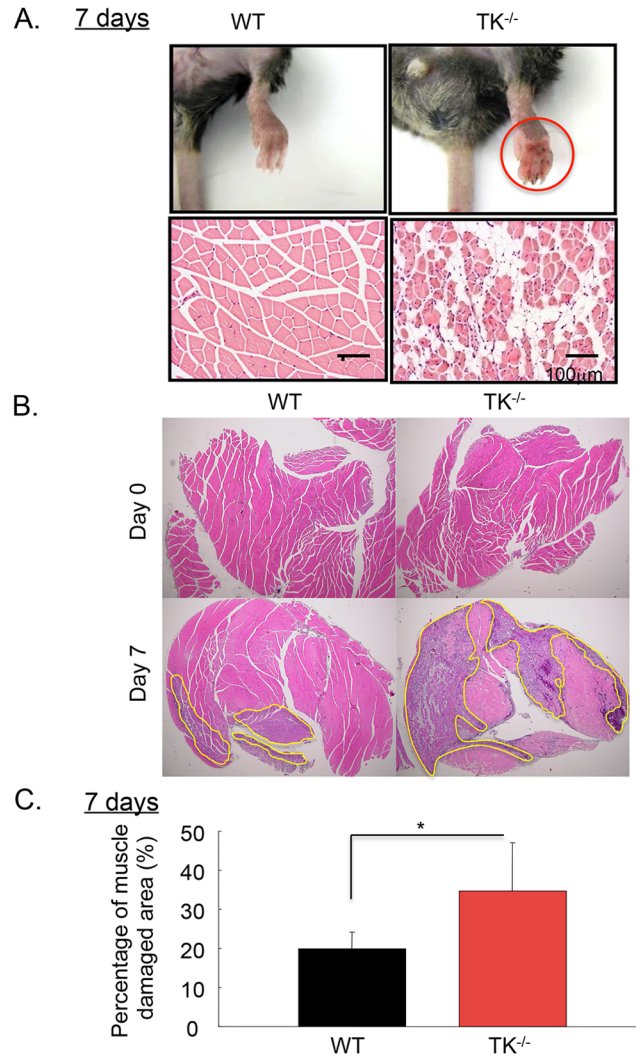 A. 7 days WT TK-/-
100μm
B. WT TK-/-
Day 0
Day 7
C. 7 days
Percentage of muscle
damaged area (%)
50
40
30
20
10
0
*
WT TK-/-